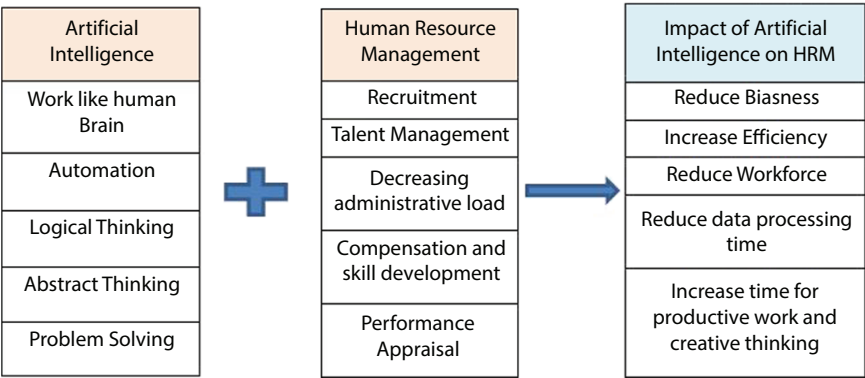 Artificial
Intelligence
Work like human
Brain
Automation
Logical Thinking
Abstract Thinking
Problem Solving
Human Resource
Management
Recruitment
Talent Management
Decreasing
administrative load
Compensation and
skill development
Performance
Appraisal
Impact of Artificial
Intelligence on HRM
Reduce Biasness
Increase Efficiency
Reduce Workforce
Reduce data processing
time
Increase time for
productive work and
creative thinking